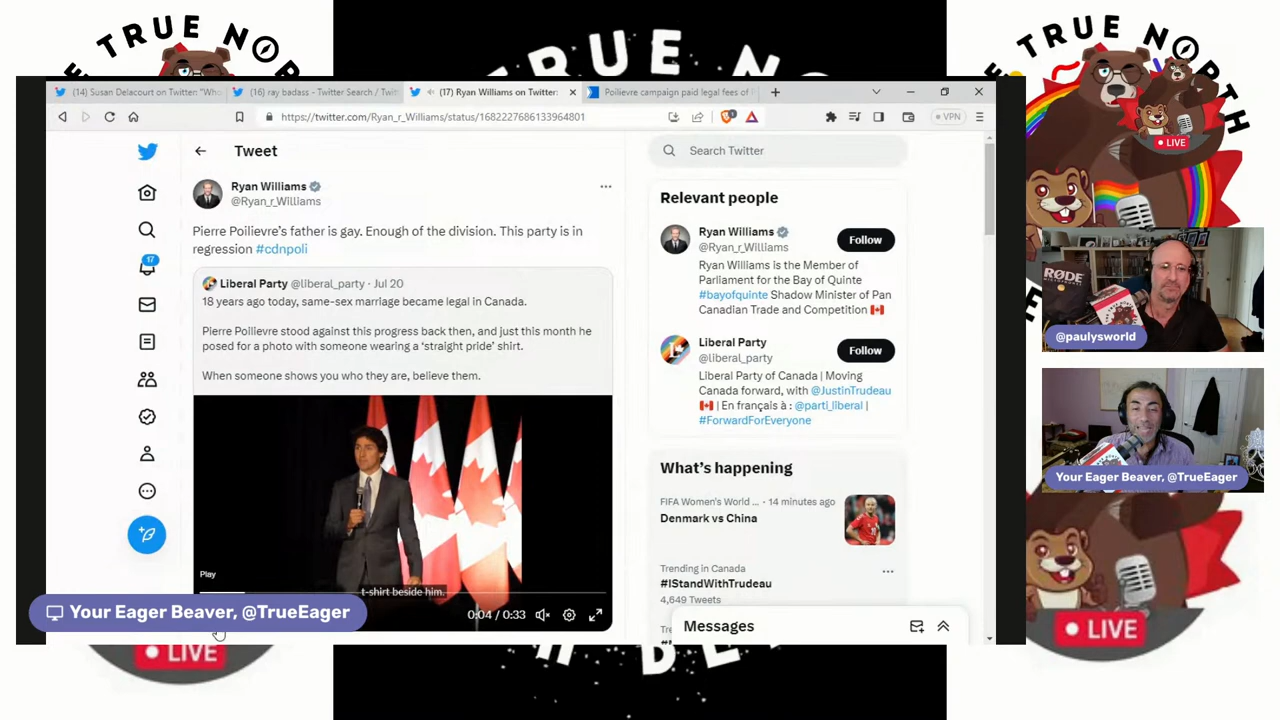 TRUE NO
TRUE NO
TRUE N
TRUE NORTH
(14) Susan Delacourt on Twitter: "Who
(16) ray badass - Twitter Search / Twit
(17) Ryan Williams on Twitter:
Poilievre campaign paid legal fees of
https://twitter.com/Ryan_r_Williams/status/1682227686133964801
VPN
Tweet
Search Twitter
LIVE
Ryan Williams
@Ryan_r_Williams
Pierre Poilievre's father is gay. Enough of the division. This party is in
regression #cdnpoli
Liberal Party @liberal_party · Jul 20
18 years ago today, same-sex marriage became legal in Canada.
Pierre Poilievre stood against this progress back then, and just this month he
posed for a photo with someone wearing a 'straight pride' shirt.
When someone shows you who they are, believe them.
Play
t-shirt beside him.
0:04 / 0:33
17
Relevant people
Ryan Williams
@Ryan_r_Williams
Follow
Ryan Williams is the Member of
Parliament for the Bay of Quinte
#bayofquinte Shadow Minister of Pan
Canadian Trade and Competition
Liberal Party
@liberal_party
Follow
Liberal Party of Canada | Moving
Canada forward, with @JustinTrudeau
| En français à : @parti_liberal |
#ForwardForEveryone
What's happening
FIFA Women's World ... · 14 minutes ago
Denmark vs China
Trending in Canada
#IStandWithTrudeau
4,649 Tweets
Messages
RØDE
@paulysworld
Your Eager Beaver, @TrueEager
Your Eager Beaver, @TrueEager
LIVE
LIVE